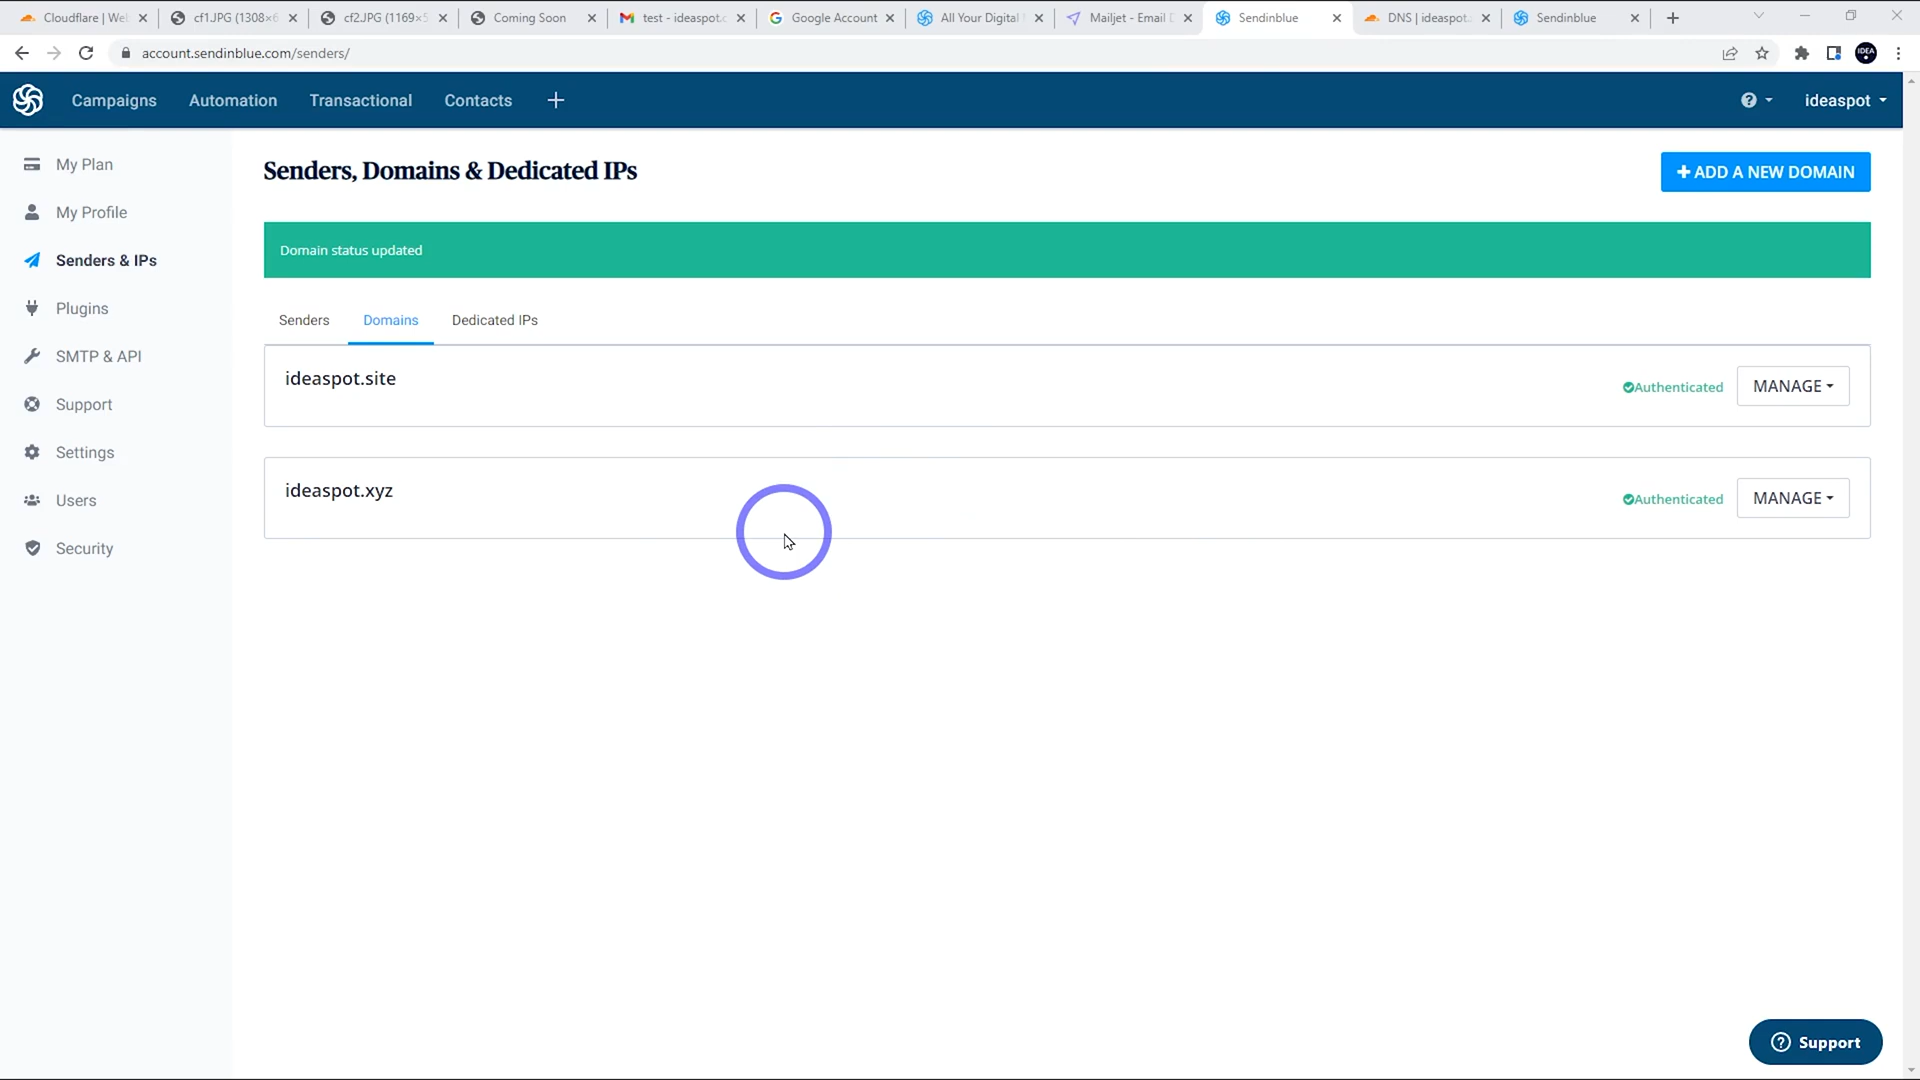 Cloudflare | Web
cf1.JPG (1308×6
cf2.JPG (1169×5
Coming Soon
test - ideaspot.c
Google Account
All Your Digital
Mailjet - Email D
Sendinblue
DNS | ideaspot.
Sendinblue
account.sendinblue.com/senders/
IDEA
Campaigns
Automation
Transactional
Contacts
ideaspot
My Plan
My Profile
Senders & IPs
Plugins
SMTP & API
Support
Settings
Users
Security
Senders, Domains & Dedicated IPs
ADD A NEW DOMAIN
Domain status updated
Senders
Domains
Dedicated IPs
ideaspot.site
Authenticated
MANAGE
ideaspot.xyz
Authenticated
MANAGE
Support